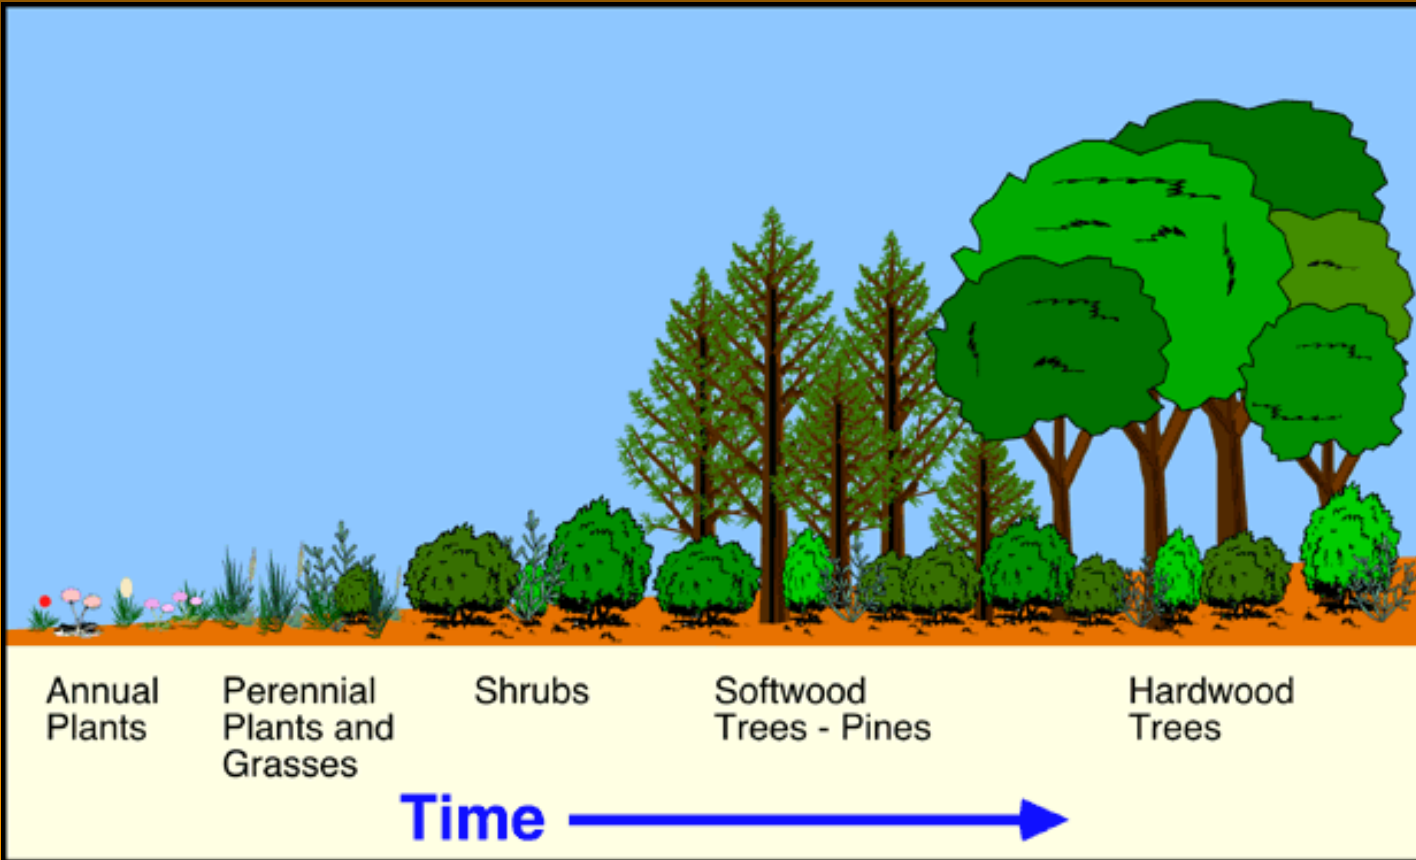 Annual
Plants
Perennial
Plants and
Grasses
Shrubs
Softwood
Trees - Pines
Hardwood
Trees
Time